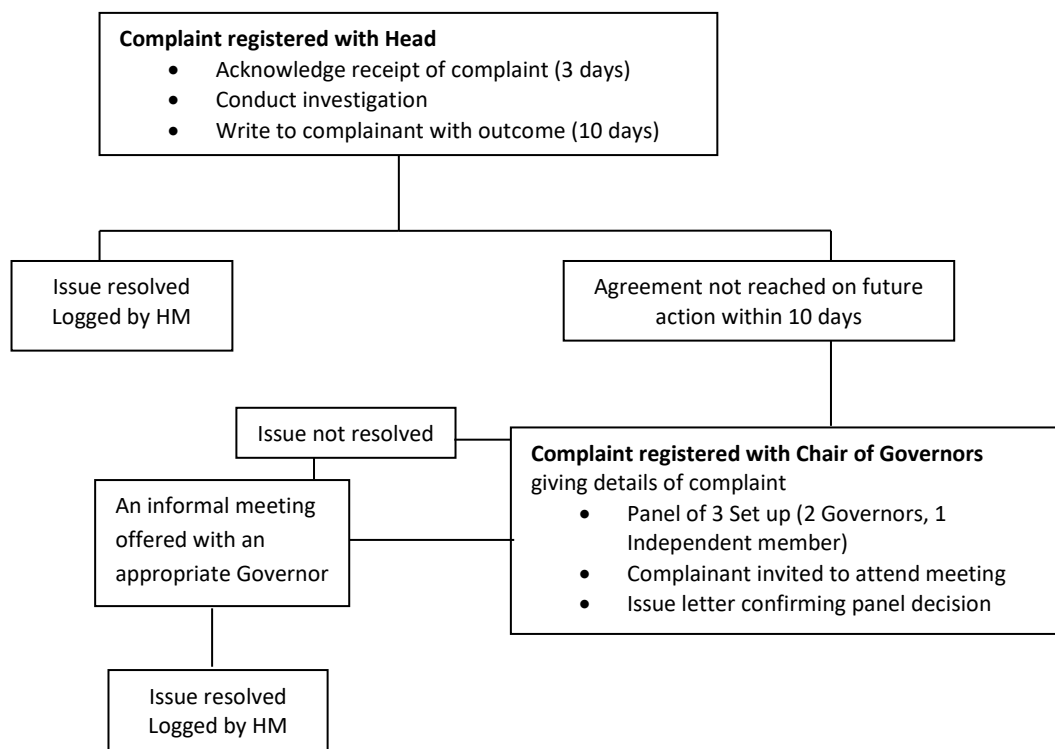 Complaint registered with Head
• Acknowledge receipt of complaint (3 days)
• Conduct investigation
• Write to complainant with outcome (10 days)
Issue resolved
Logged by HM
Agreement not reached on future
action within 10 days
Issue not resolved
Complaint registered with Chair of Governors
giving details of complaint
• Panel of 3 Set up (2 Governors, 1
Independent member)
• Complainant invited to attend meeting
• Issue letter confirming panel decision
An informal meeting
offered with an
appropriate Governor
Issue resolved
Logged by HM